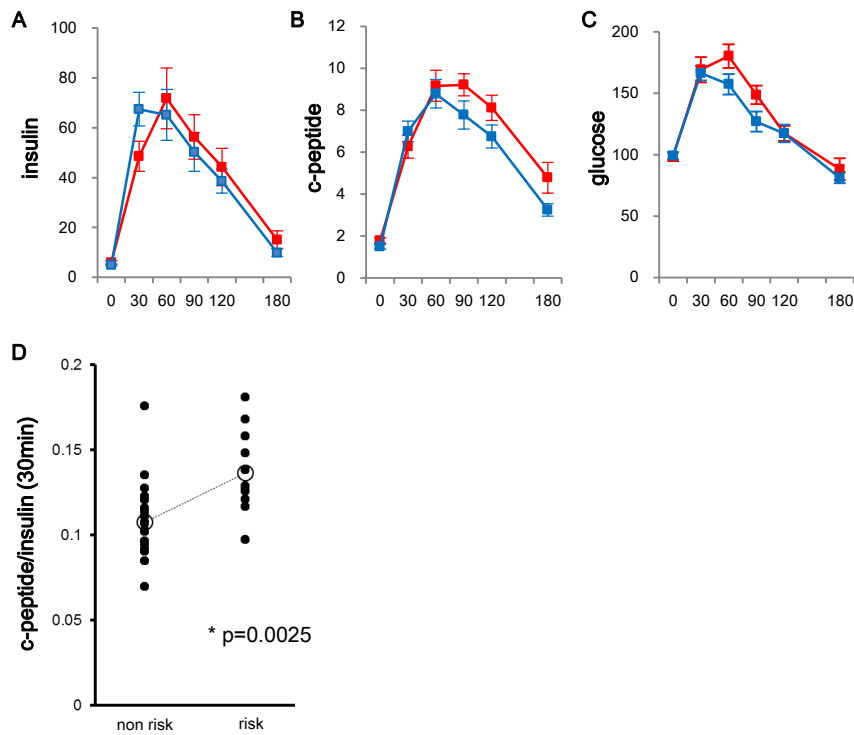 A
insulin
100
80
60
40
20
0
0 30 60 90 120 180
B
c-peptide
12
10
8
6
4
2
0
0 30 60 90 120 180
C
glucose
200
150
100
50
0
0 30 60 90 120 180
D
c-peptide/insulin (30min)
0.2
0.15
0.1
0.05
0
* p=0.0025
non risk risk